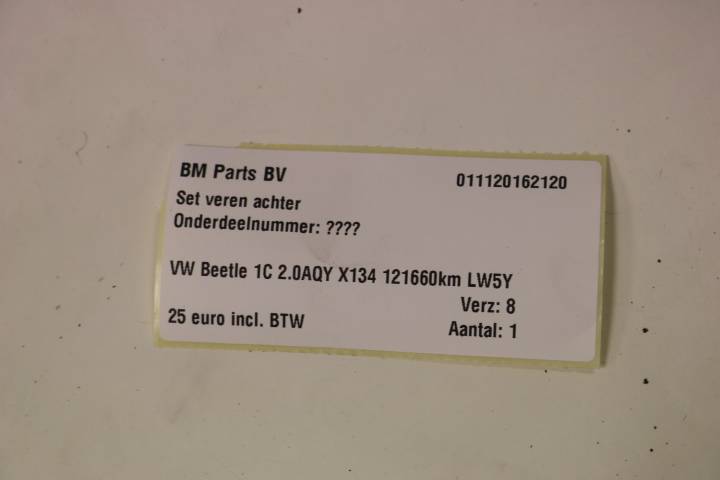 BM Parts BV 011120162120
Set veren achter
Onderdeelnummer: ????
VW Beetle 1C 2.0AQY X134 121660km LW5Y
Verz: 8
25 euro incl. BTW Aantal: 1